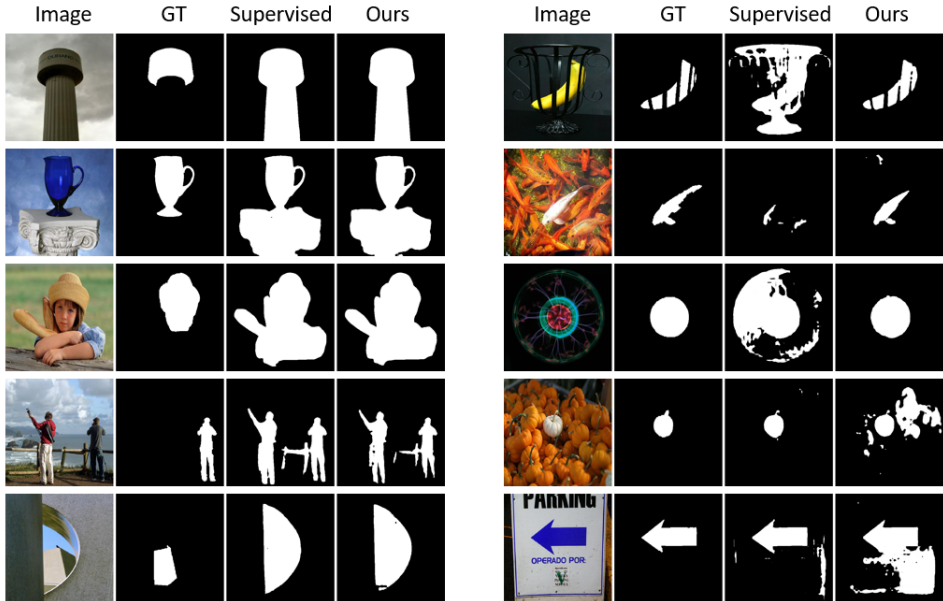 Image GT Supervised Ours Image GT Supervised Ours
PARKING
OPERADO POR:
V